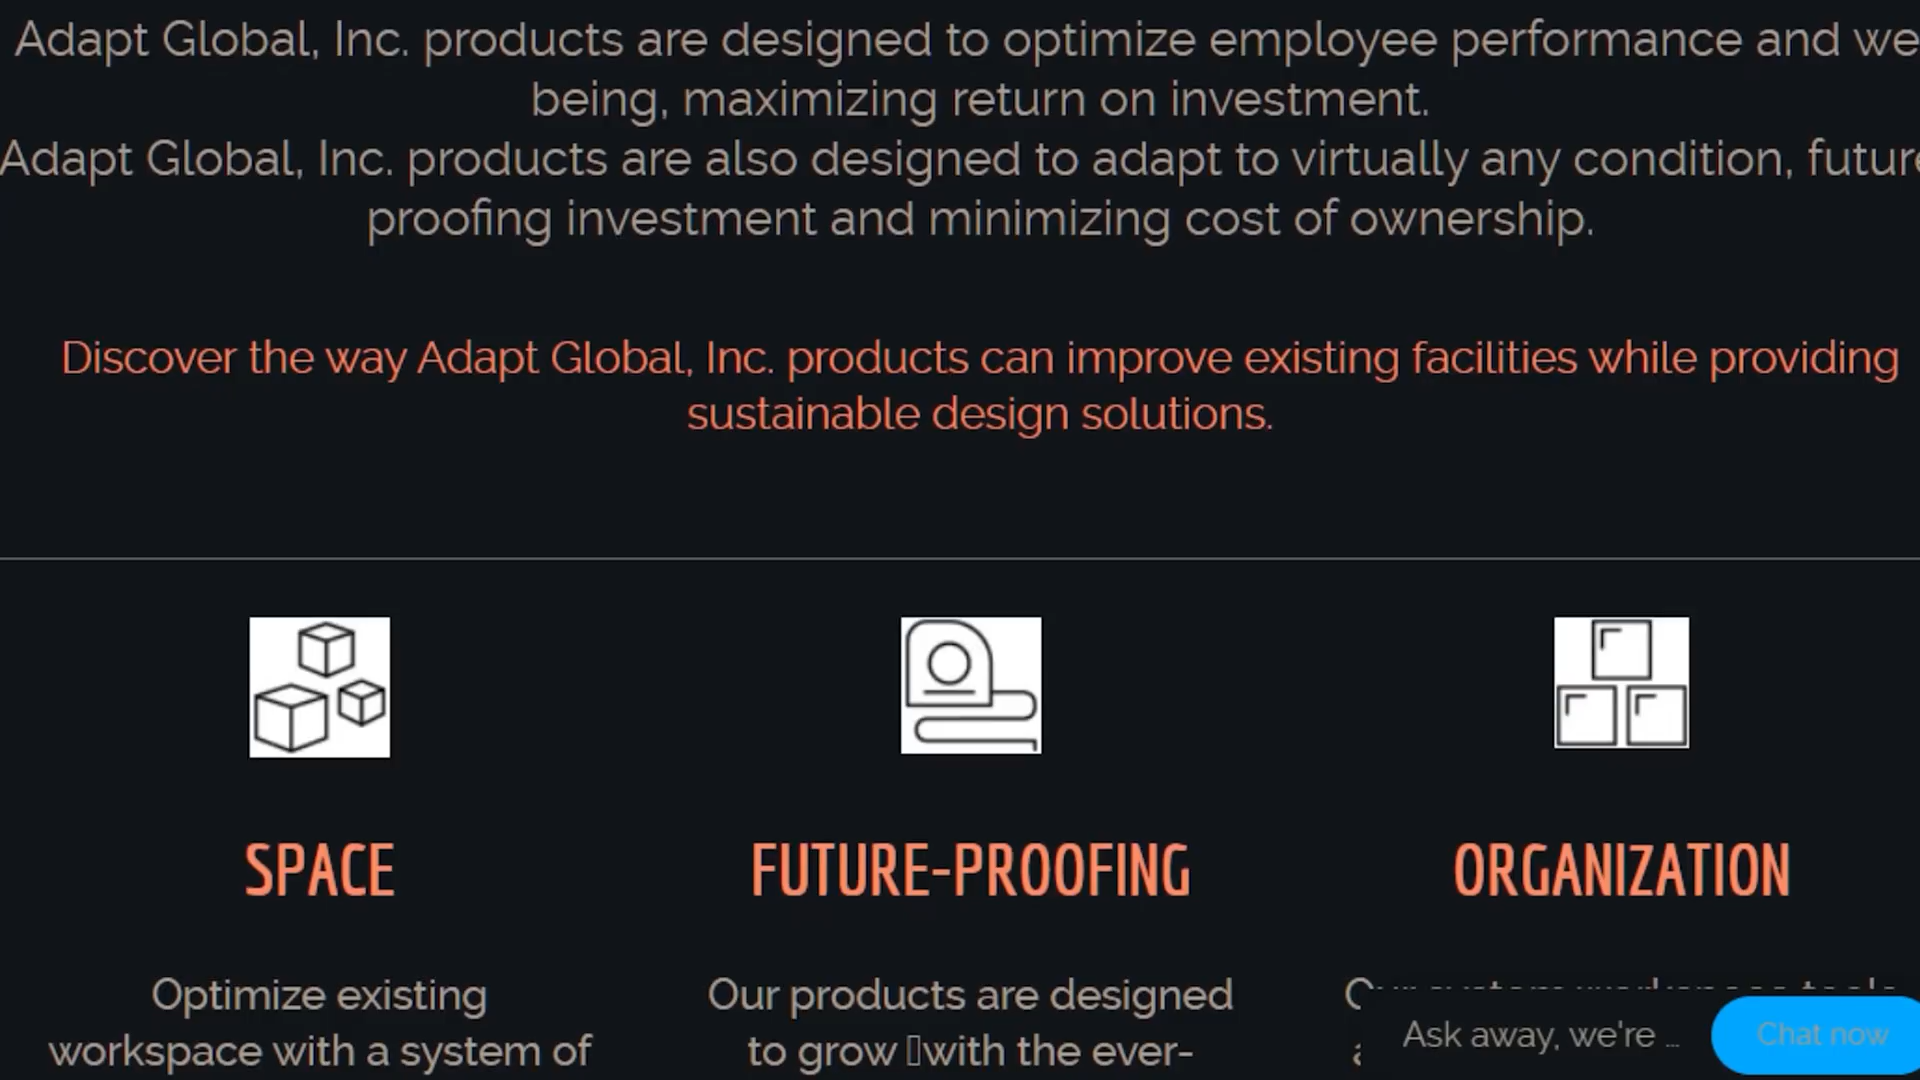 Adapt Global, Inc. products are designed to optimize employee performance and we
being, maximizing return on investment.
Adapt Global, Inc. products are also designed to adapt to virtually any condition, future
proofing investment and minimizing cost of ownership.
Discover the way Adapt Global, Inc. products can improve existing facilities while providing
sustainable design solutions.
SPACE
FUTURE-PROOFING
ORGANIZATION
Optimize existing
workspace with a system of
Our products are designed
to grow with the ever-
Ask away, we're ...
Chat now